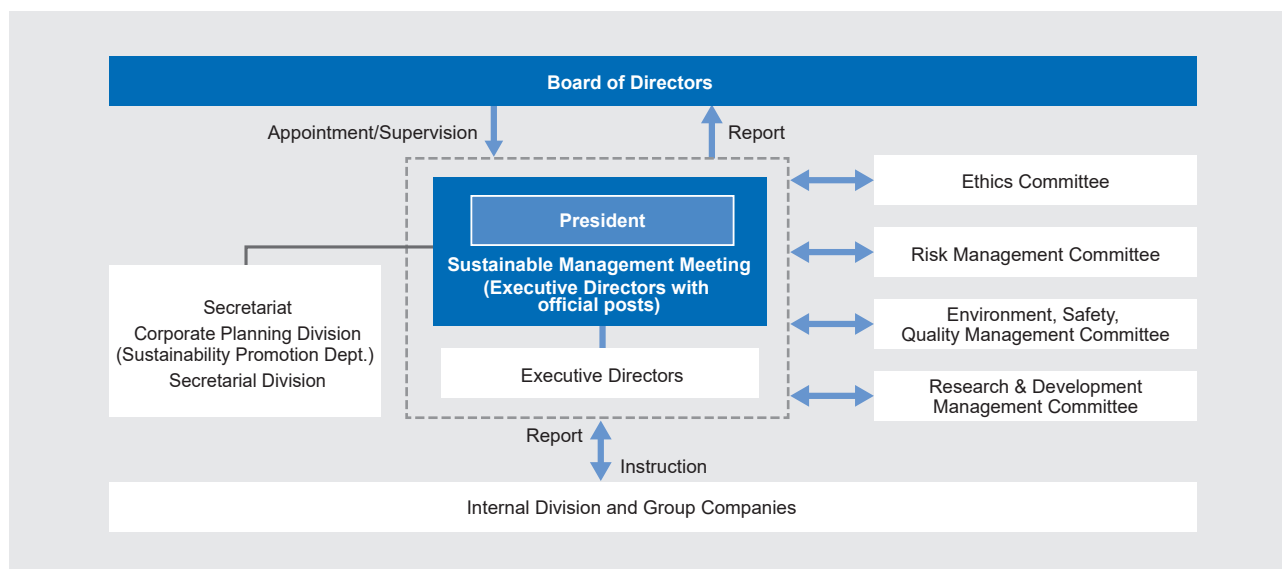 Board of Directors
Appointment/Supervision
Report
President
Sustainable Management Meeting
(Executive Directors with
official posts)
Executive Directors
Secretariat
Corporate Planning Division
(Sustainability Promotion Dept.)
Secretarial Division
Ethics Committee
Risk Management Committee
Environment, Safety,
Quality Management Committee
Research & Development
Management Committee
Report
Instruction
Internal Division and Group Companies